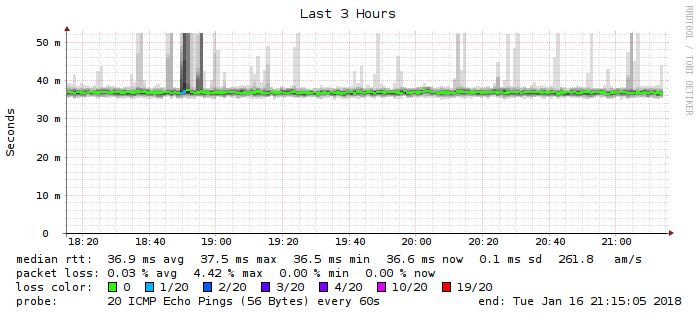 Last 3 Hours
RRDTOOL / TOBI OETIKER
Seconds
50 m
40 m
30 m
20 m
10 m
0
18:20 18:40 19:00 19:20 19:40 20:00 20:20 20:40 21:00
median rtt: 36.9 ms avg 37.5 ms max 36.5 ms min 36.6 ms now 0.1 ms sd 261.8 am/s
packet loss: 0.03 % avg 4.42 % max 0.00 % min 0.00 % now
loss color: 0 1/20 2/20 3/20 4/20 10/20 19/20
probe: 20 ICMP Echo Pings (56 Bytes) every 60s end: Tue Jan 16 21:15:05 2018